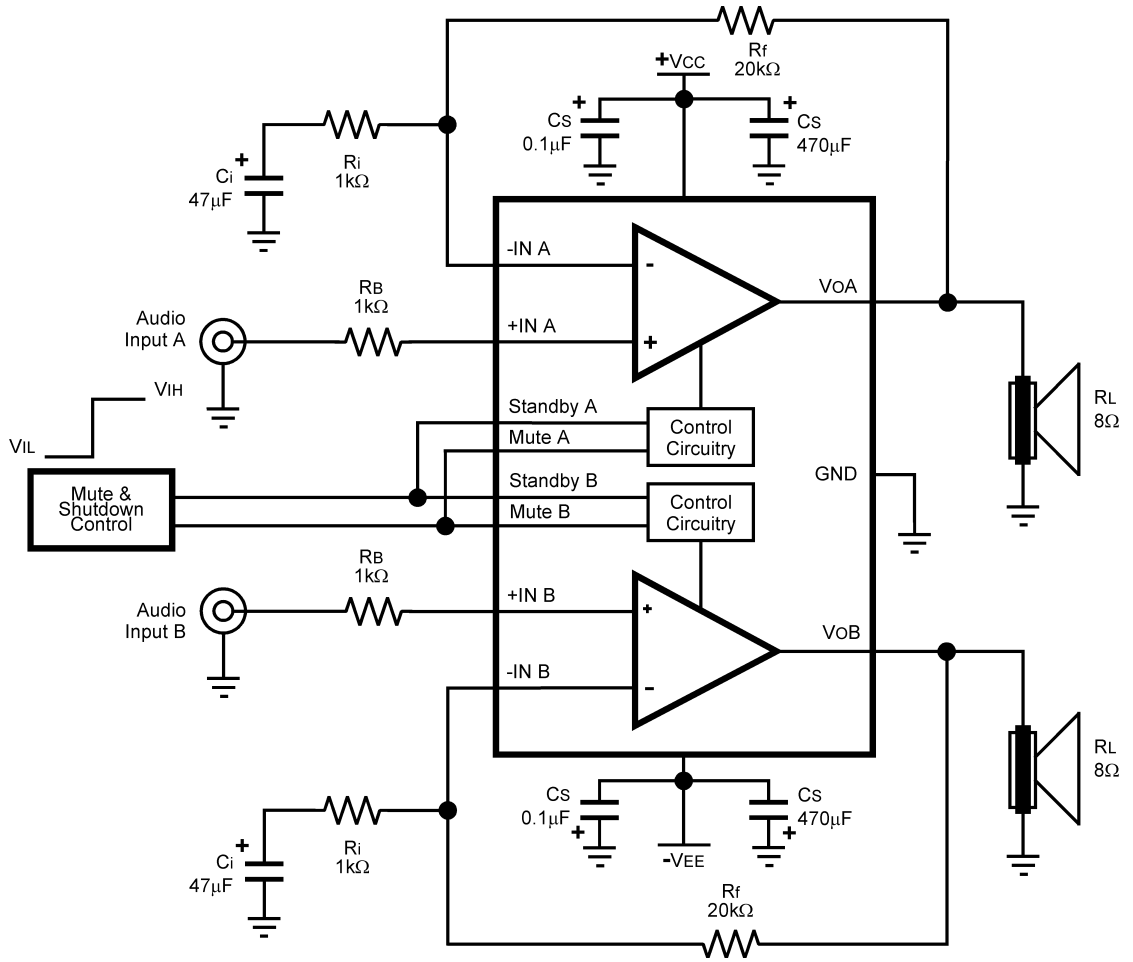 Rf
20kΩ
+VCC
+
CS
0.1μF
+
CS
470μF
Ri
1kΩ
+
Ci
47μF
-IN A
-
VOA
RB
1kΩ
Audio
Input A
+IN A
+
VIH
VIL
Standby A
Mute A
Control
Circuitry
RL
8Ω
Mute &
Shutdown
Control
Standby B
Mute B
Control
Circuitry
GND
RB
1kΩ
Audio
Input B
+IN B
+
VOB
-IN B
-
RL
8Ω
CS
0.1μF
+
CS
470μF
+
-VEE
Ri
1kΩ
+
Ci
47μF
Rf
20kΩ